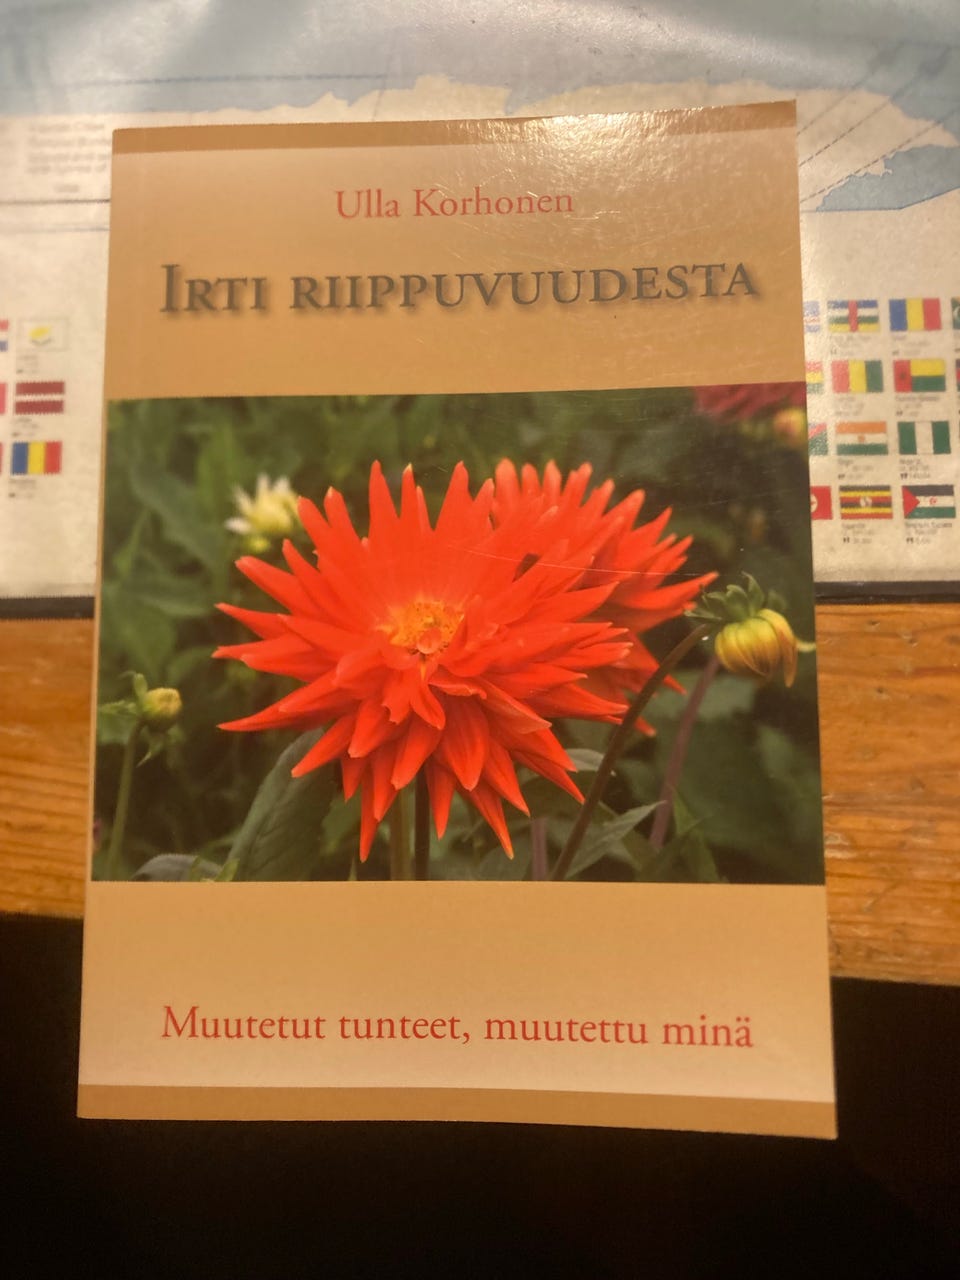 Ulla Korhonen
Irti riippuvuudesta
Muutetut tunteet, muutettu minä